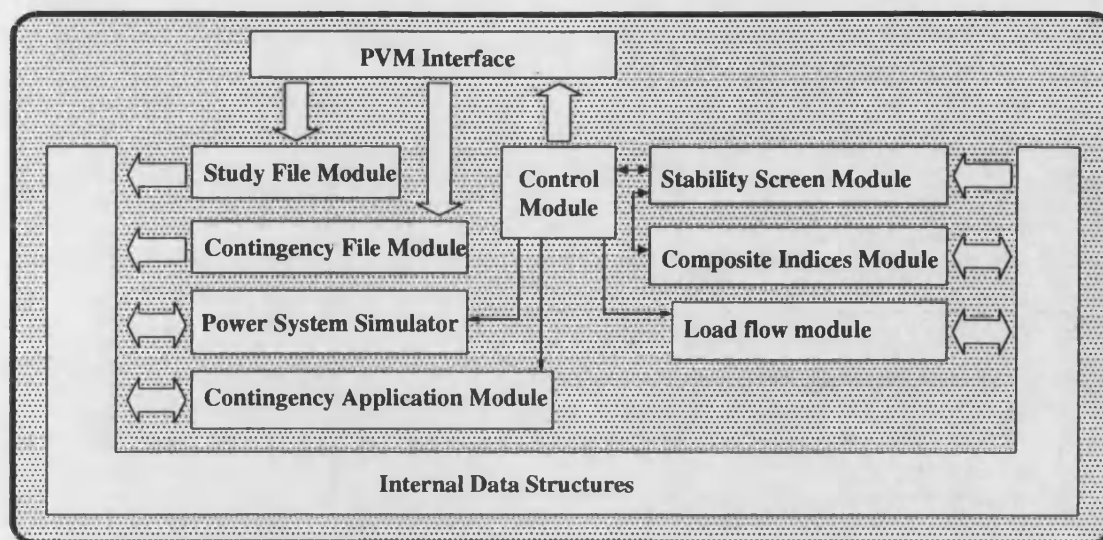 PVM Interface
Study File Module
Control
Module
Stability Screen Module
Contingency File Module
Composite Indices Module
Power System Simulator
Load flow module
Contingency Application Module
Internal Data Structures